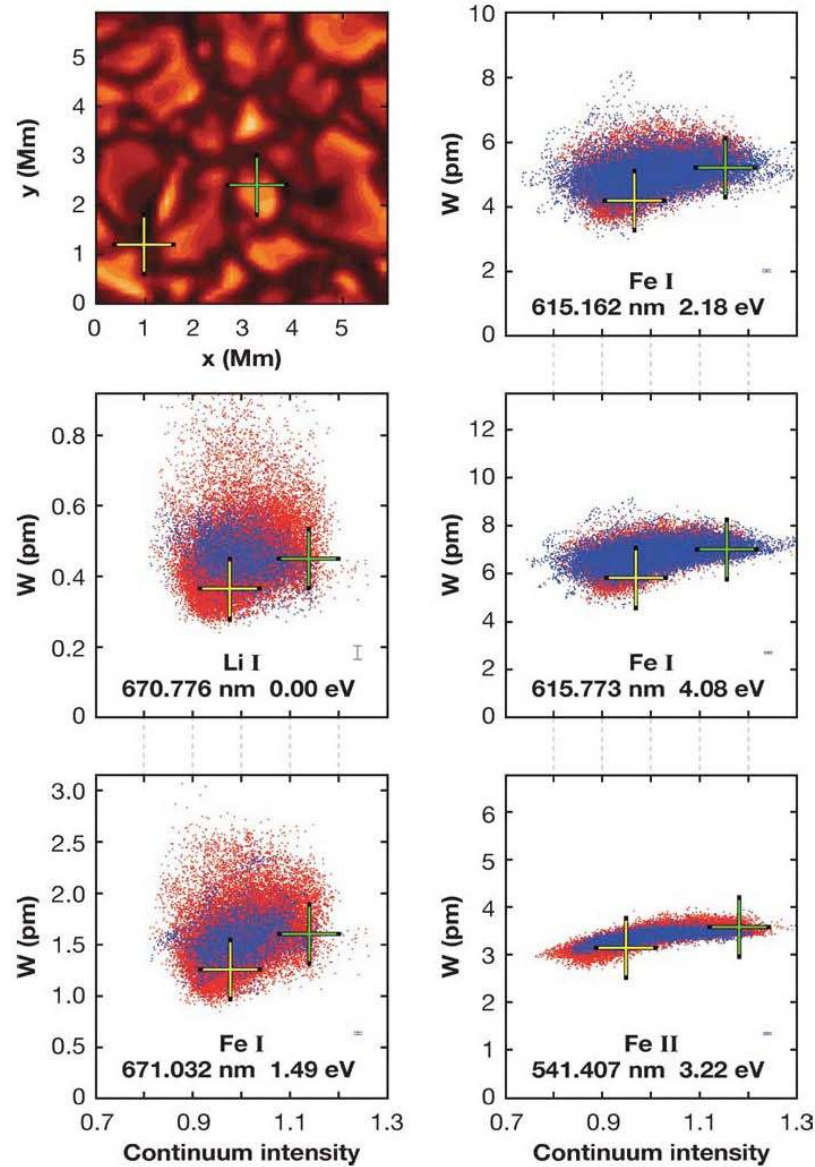 5
4
3
2
1
0
y (Mm)
0 1 2 3 4 5
x (Mm)
10
8
6
4
2
0
W (pm)
Fe I
615.162 nm 2.18 eV
0.8
0.6
0.4
0.2
0
W (pm)
Li I
670.776 nm 0.00 eV
12
10
8
6
4
2
0
W (pm)
Fe I
615.773 nm 4.08 eV
3.0
2.5
2.0
1.5
1.0
0.5
0
W (pm)
Fe I
671.032 nm 1.49 eV
0.7 0.9 1.1 1.3
Continuum intensity
6
5
4
3
2
1
0
W (pm)
Fe II
541.407 nm 3.22 eV
0.7 0.9 1.1 1.3
Continuum intensity